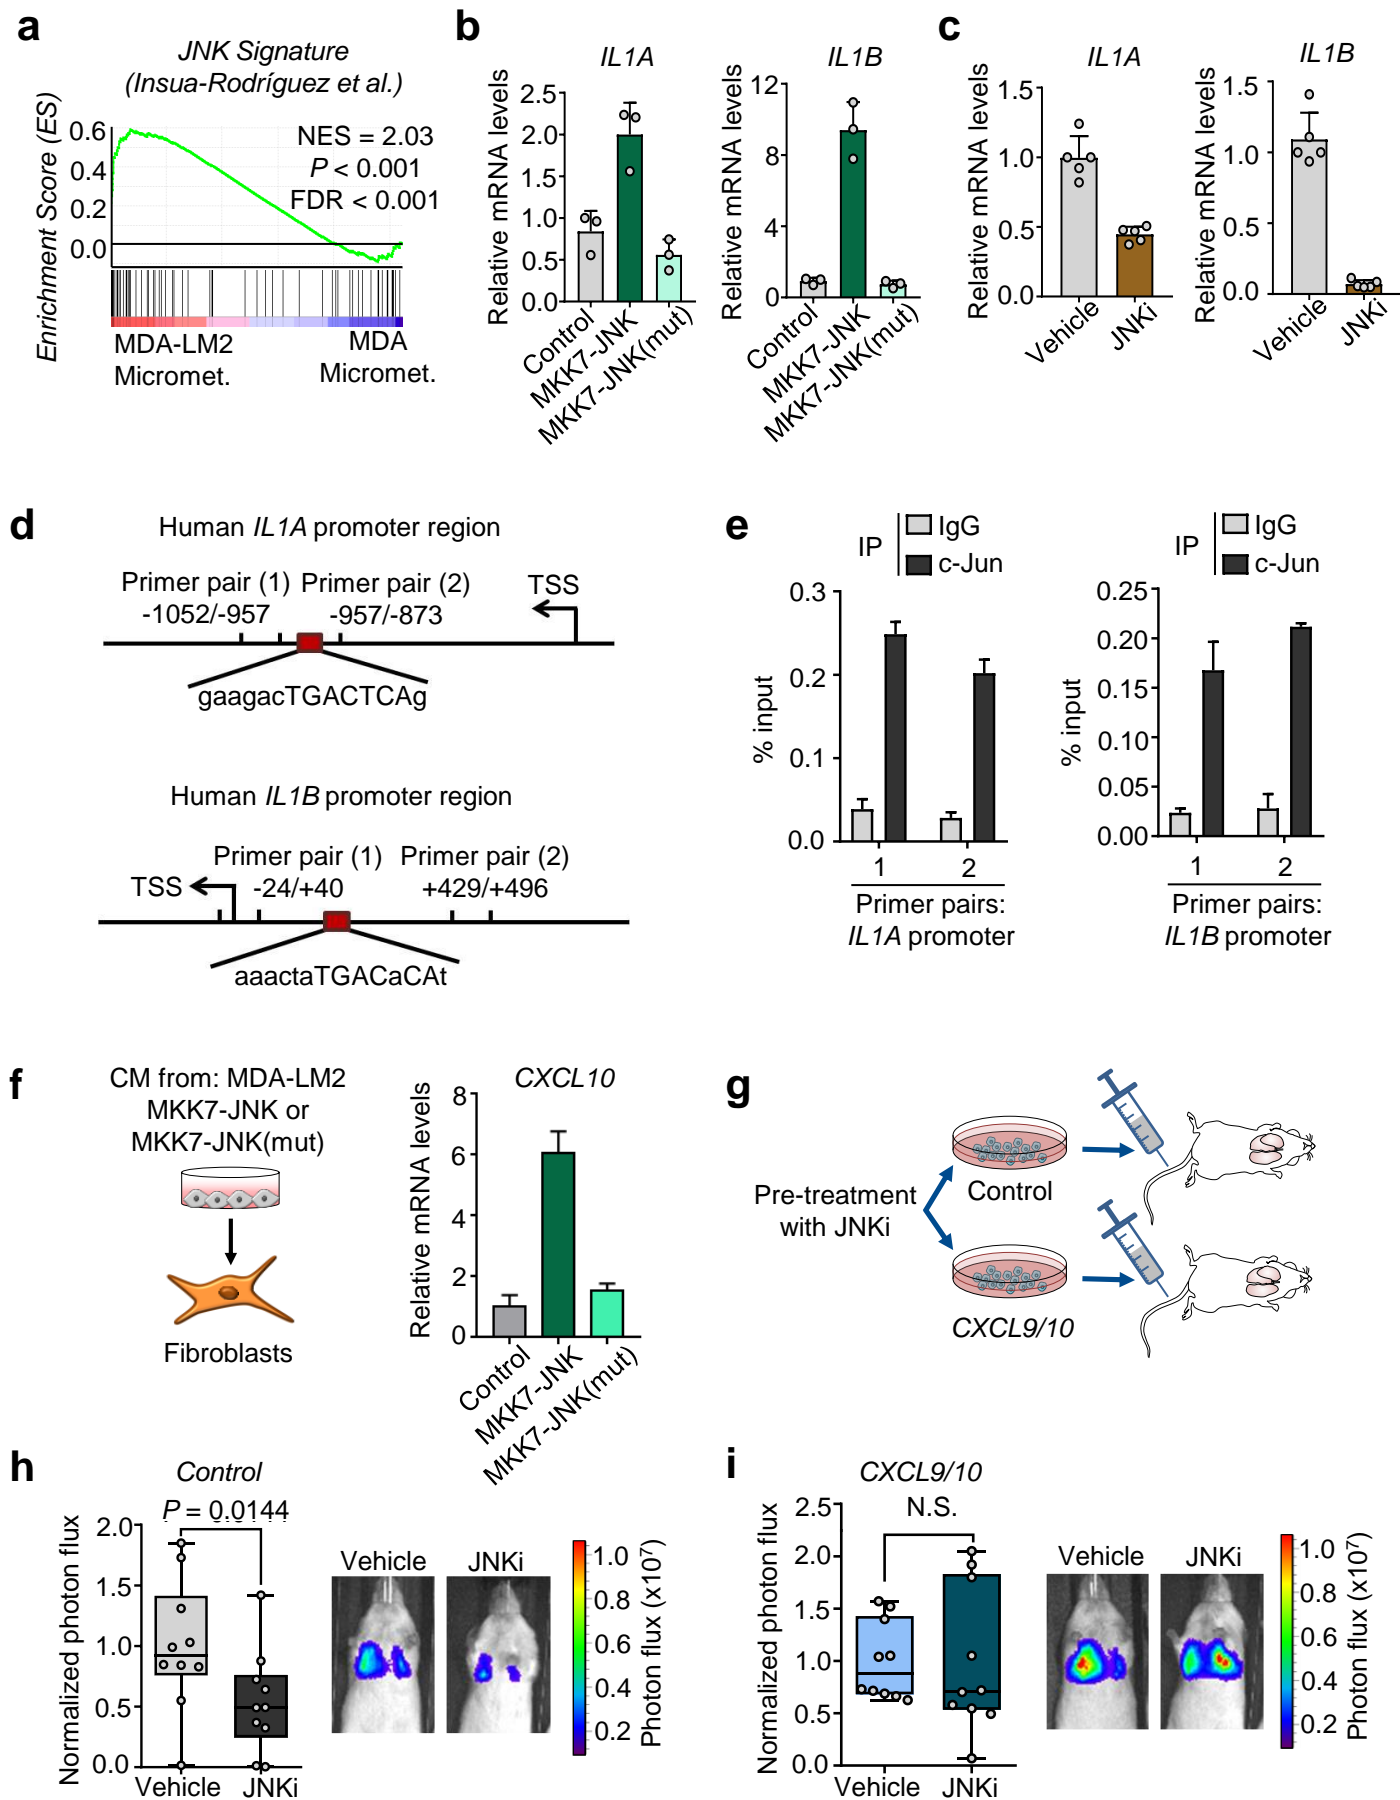 a
JNK Signature
(Insua-Rodríguez et al.)
Enrichment Score (ES)
0.6
0.4
0.2
0.0
NES = 2.03
P < 0.001
FDR < 0.001
MDA-LM2
Micromet.
MDA
Micromet.
b
IL1A
Relative mRNA levels
2.5
2.0
1.5
1.0
0.5
0.0
Control
MKK7-JNK
MKK7-JNK(mut)
IL1B
Relative mRNA levels
12
8
4
0
Control
MKK7-JNK
MKK7-JNK(mut)
c
IL1A
Relative mRNA levels
1.5
1.0
0.5
0.0
Vehicle
JNKi
IL1B
Relative mRNA levels
1.5
1.0
0.5
0.0
Vehicle
JNKi
d
Human IL1A promoter region
Primer pair (1)
-1052/-957
Primer pair (2)
-957/-873
TSS
gaagacTGACTCAg
Human IL1B promoter region
Primer pair (1)
-24/+40
Primer pair (2)
+429/+496
TSS
aaactaTGACaCAt
e
IP
IgG
c-Jun
% input
0.3
0.2
0.1
0.0
1
2
Primer pairs:
IL1A promoter
IP
IgG
c-Jun
% input
0.25
0.20
0.15
0.10
0.05
0.00
1
2
Primer pairs:
IL1B promoter
f
CM from: MDA-LM2
MKK7-JNK or
MKK7-JNK(mut)
Fibroblasts
CXCL10
Relative mRNA levels
8
6
4
2
0
Control
MKK7-JNK
MKK7-JNK(mut)
g
Pre-treatment
with JNKi
Control
CXCL9/10
h
Control
P = 0.0144
Normalized photon flux
2.0
1.5
1.0
0.5
0.0
Vehicle
JNKi
Vehicle
JNKi
1.0
0.8
0.6
0.4
0.2
Photon flux (x10⁷)
i
CXCL9/10
N.S.
Normalized photon flux
2.5
2.0
1.5
1.0
0.5
0.0
Vehicle
JNKi
Vehicle
JNKi
1.0
0.8
0.6
0.4
0.2
Photon flux (x10⁷)